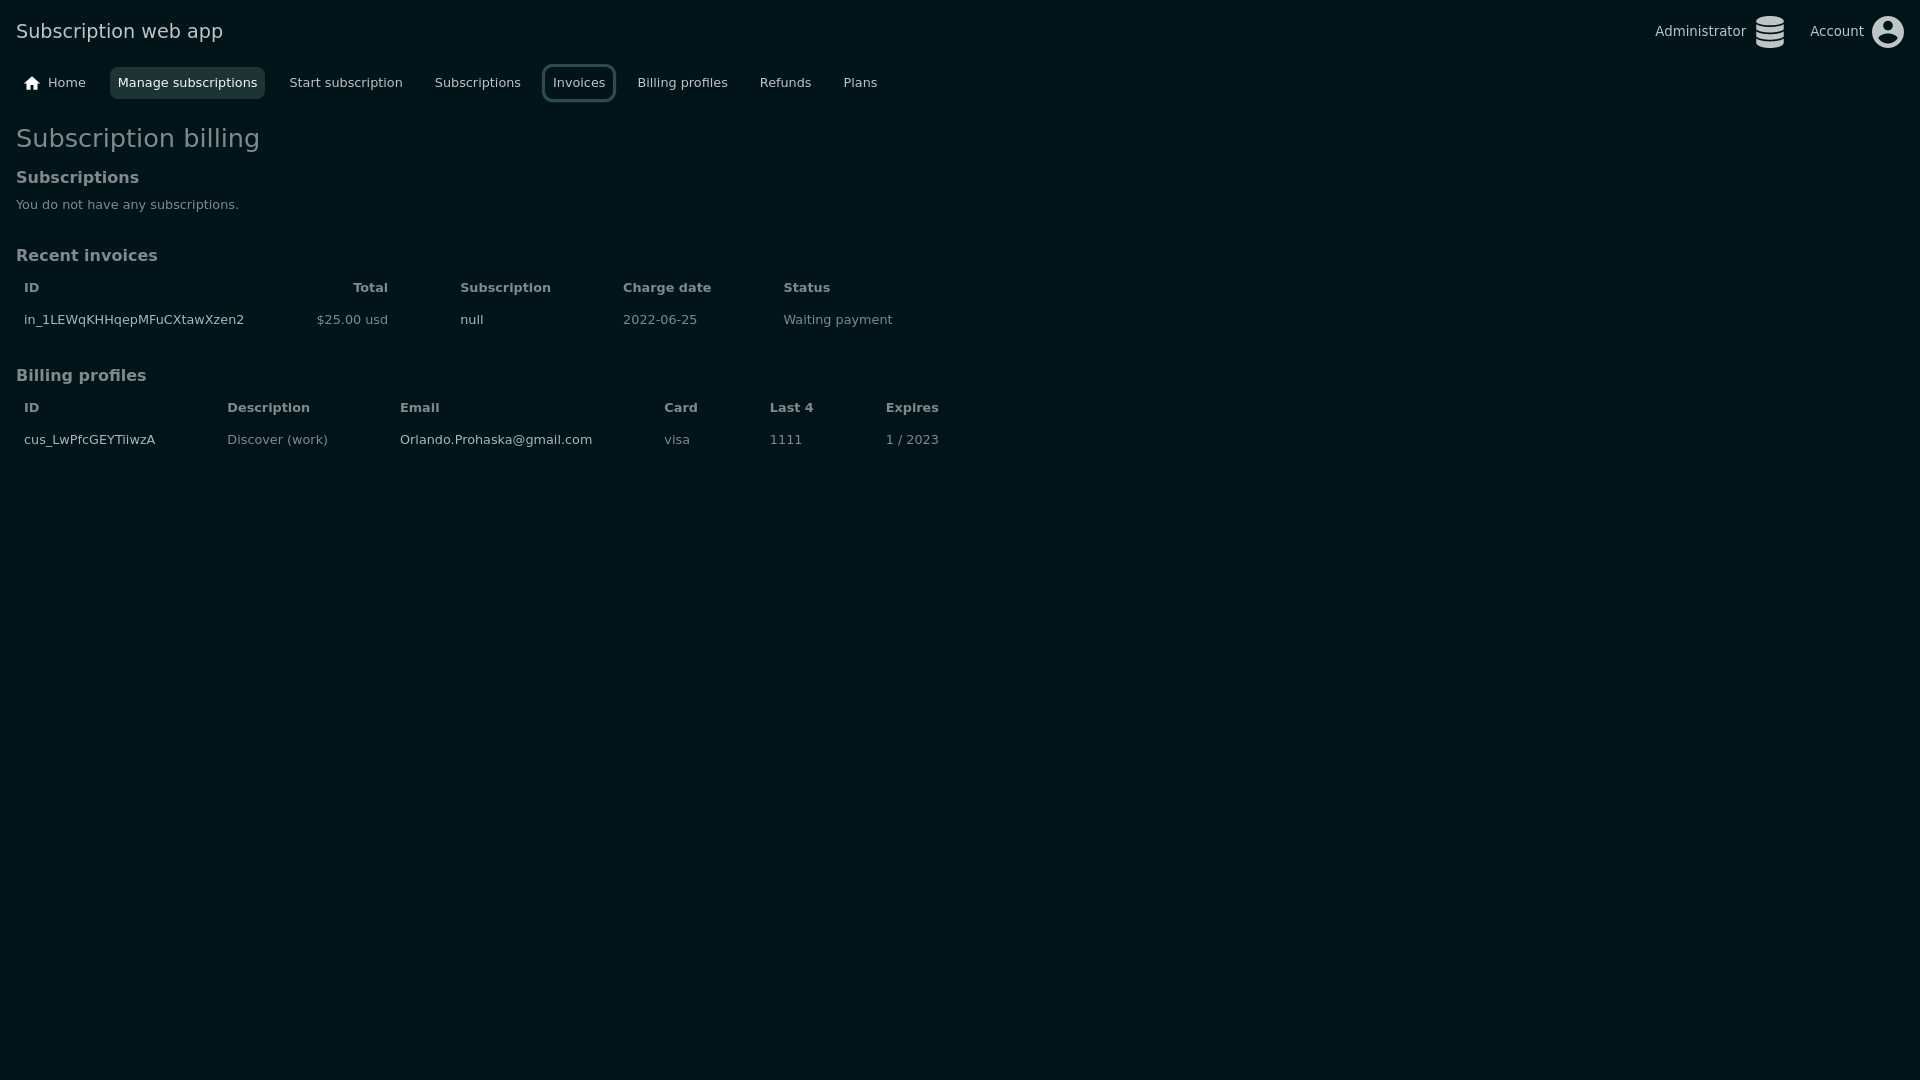 Subscription web app
Administrator
Account
Home Manage subscriptions Start subscription Subscriptions Invoices Billing profiles Refunds Plans
Subscription billing
Subscriptions
You do not have any subscriptions.
Recent invoices
ID Total Subscription Charge date Status
in_1LEWqKHHqepMFuCXtawXzen2 $25.00 usd null 2022-06-25 Waiting payment
Billing profiles
ID Description Email Card Last 4 Expires
cus_LwPfcGEYTiiwzA Discover (work) Orlando.Prohaska@gmail.com visa 1111 1 / 2023